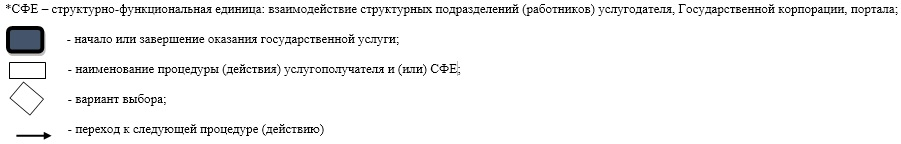 *СФЕ – структурно-функциональная единица: взаимодействие структурных подразделений (работников) услугодателя, Государственной корпорации, портала;
- начало или завершение оказания государственной услуги;
- наименование процедуры (действия) услугополучателя и (или) СФЕ;
- вариант выбора;
- переход к следующей процедуре (действию)